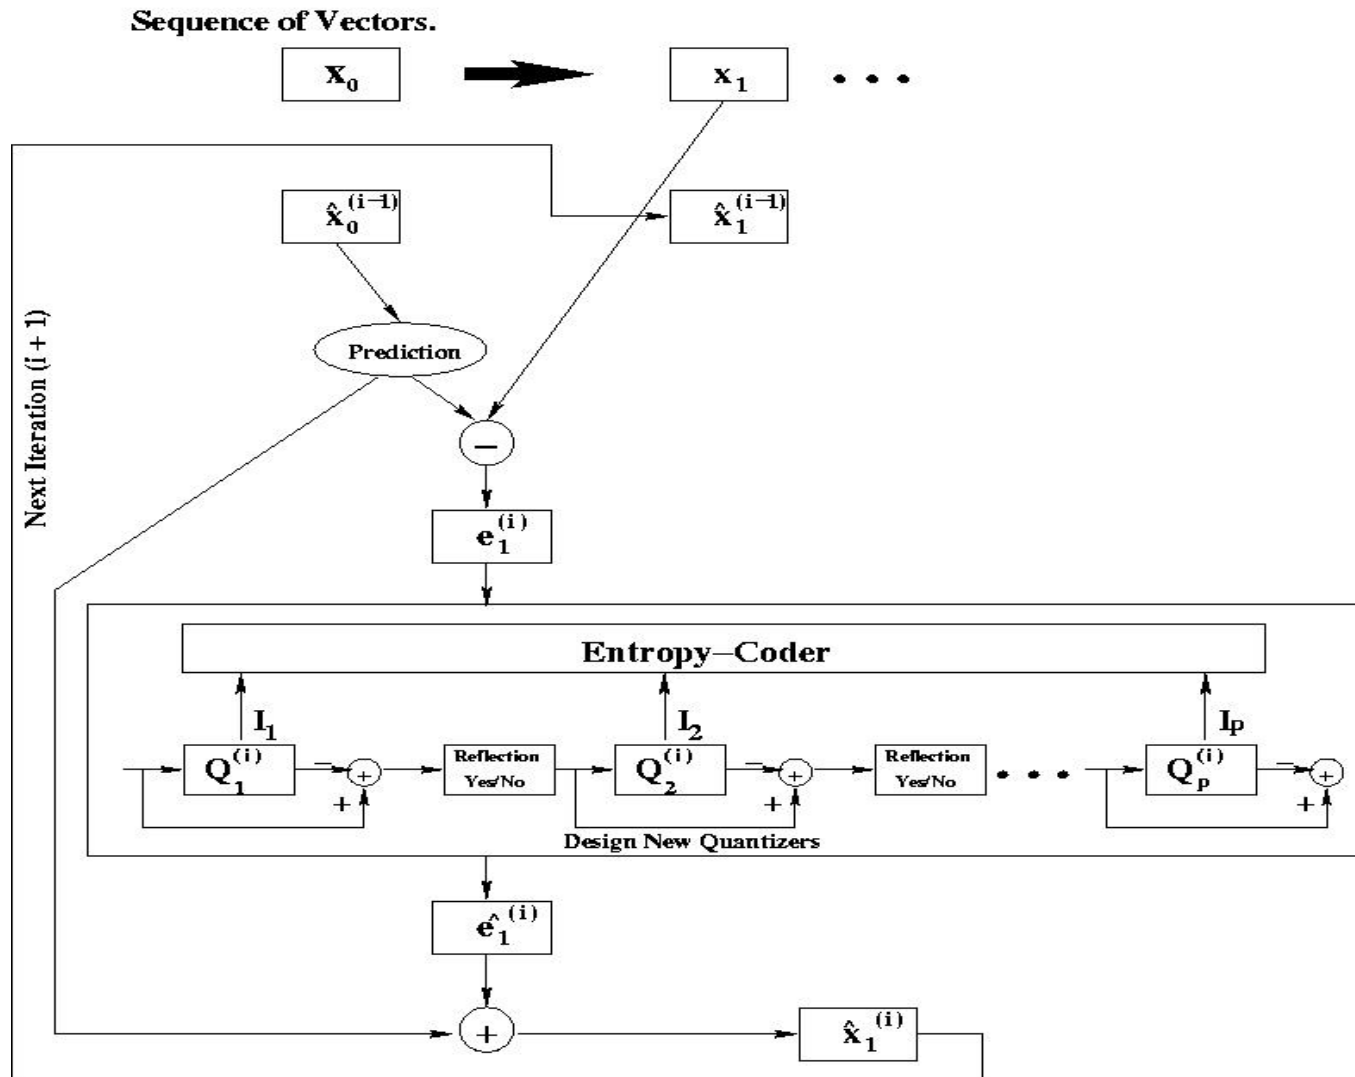 Sequence of Vectors.
X₀ x₁ • • •
x̂₀⁽ⁱ⁻¹⁾ x̂₁⁽ⁱ⁻¹⁾
Next Iteration (i + 1)
Prediction
−
e₁⁽ⁱ⁾
Entropy–Coder
I₁ I₂ Iₚ
Q₁⁽ⁱ⁾ − + + Reflection Yes/No Q₂⁽ⁱ⁾ − + + Reflection Yes/No • • • Qₚ⁽ⁱ⁾ − + +
Design New Quantizers
ê₁⁽ⁱ⁾
+ x̂₁⁽ⁱ⁾